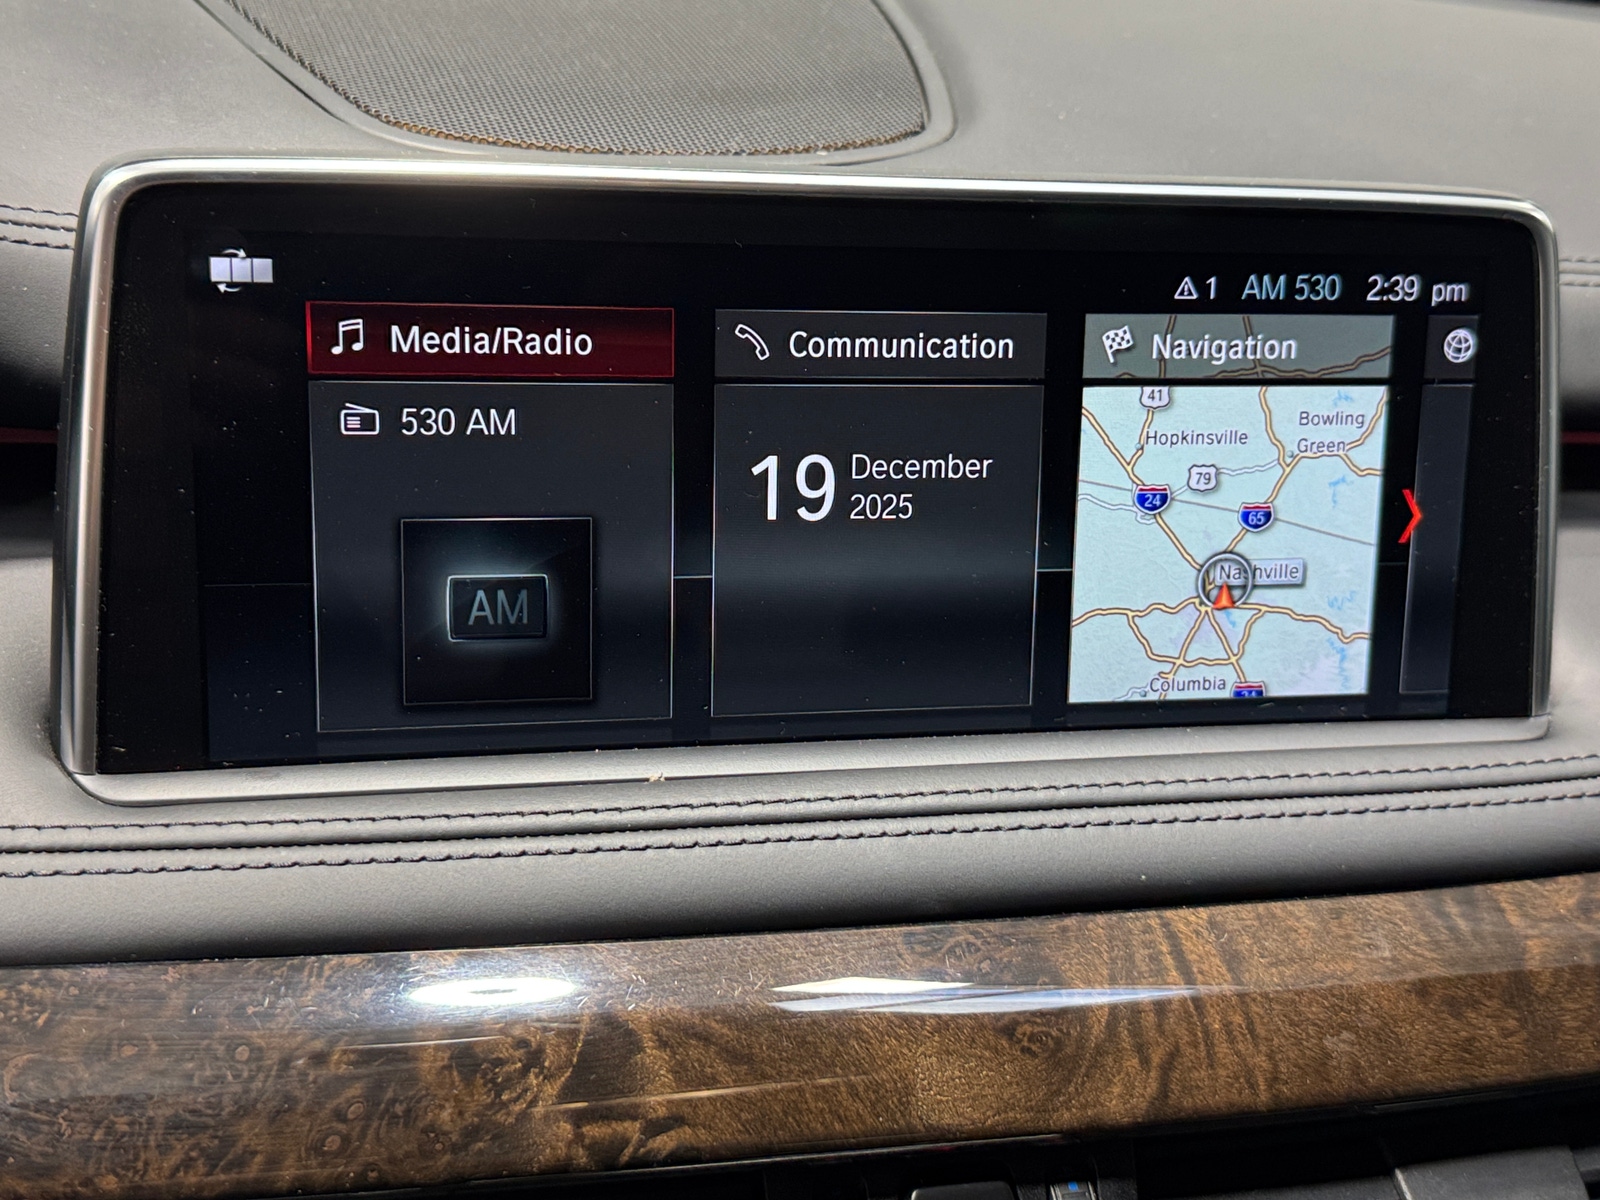 1 AM 530 2:39 pm
Media/Radio
530 AM
AM
Communication
19 December
2025
Navigation
41
Hopkinsville
Bowling
Green
79
24
65
Nashville
Columbia
24